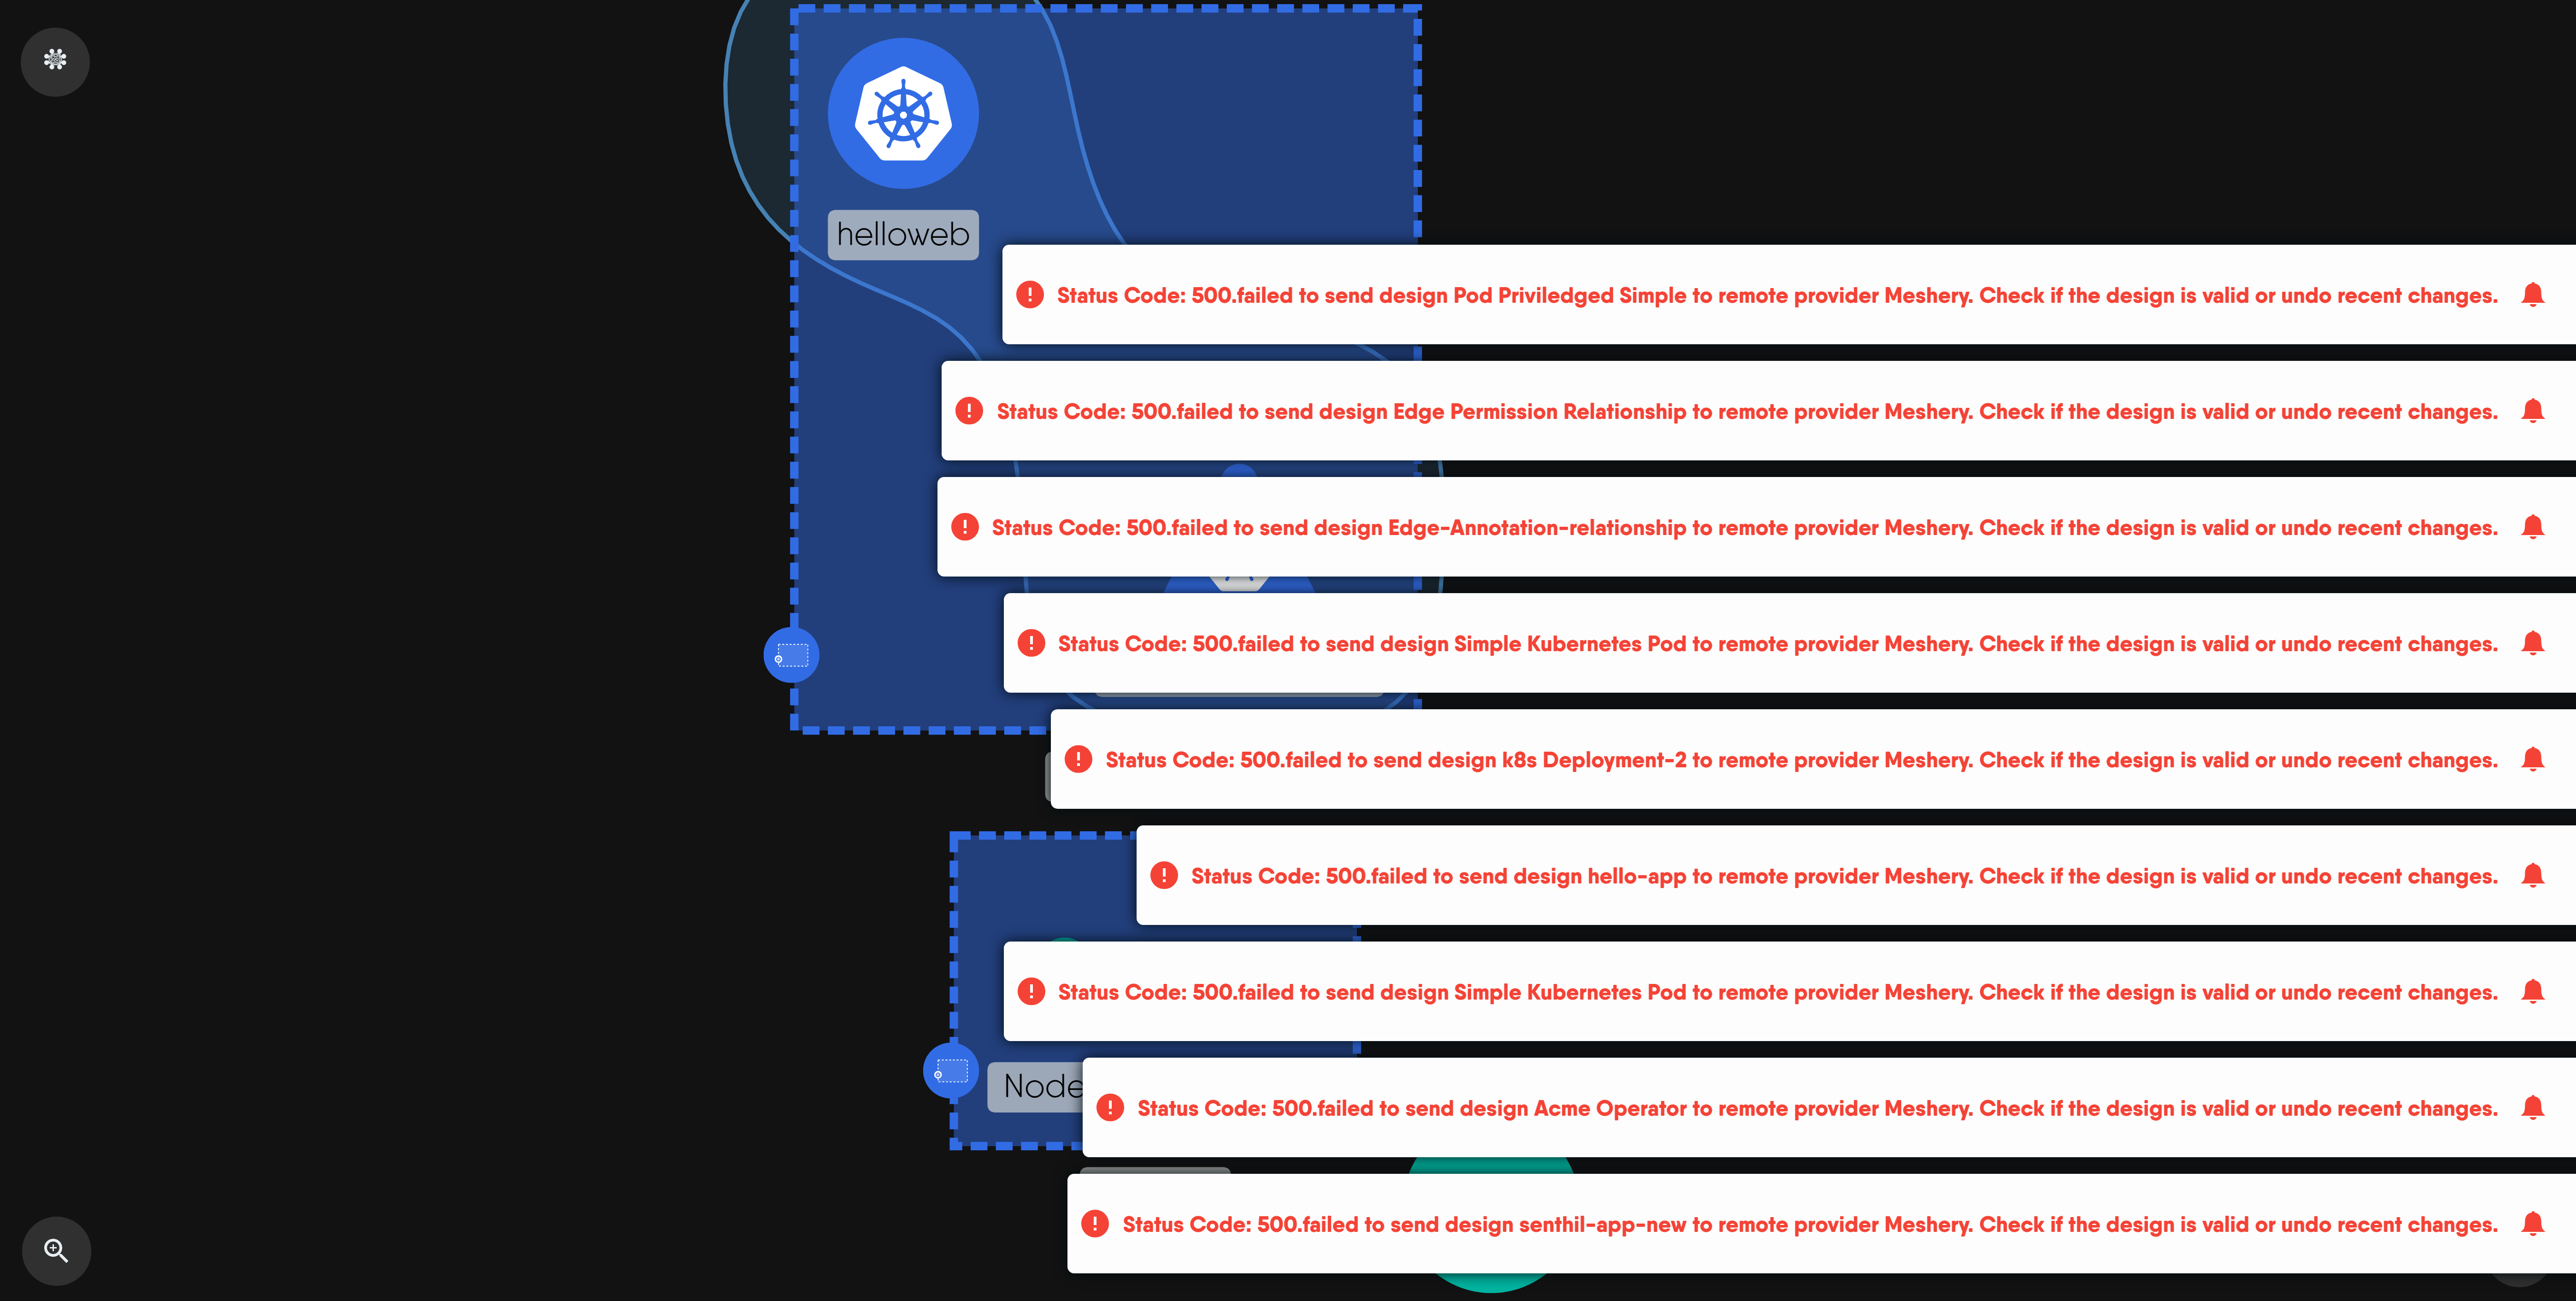 helloweb
Status Code: 500.failed to send design Pod Priviledged Simple to remote provider Meshery. Check if the design is valid or undo recent changes.
Status Code: 500.failed to send design Edge Permission Relationship to remote provider Meshery. Check if the design is valid or undo recent changes.
Status Code: 500.failed to send design Edge-Annotation-relationship to remote provider Meshery. Check if the design is valid or undo recent changes.
Status Code: 500.failed to send design Simple Kubernetes Pod to remote provider Meshery. Check if the design is valid or undo recent changes.
Status Code: 500.failed to send design k8s Deployment-2 to remote provider Meshery. Check if the design is valid or undo recent changes.
Status Code: 500.failed to send design hello-app to remote provider Meshery. Check if the design is valid or undo recent changes.
Status Code: 500.failed to send design Simple Kubernetes Pod to remote provider Meshery. Check if the design is valid or undo recent changes.
Node
Status Code: 500.failed to send design Acme Operator to remote provider Meshery. Check if the design is valid or undo recent changes.
Status Code: 500.failed to send design senthil-app-new to remote provider Meshery. Check if the design is valid or undo recent changes.